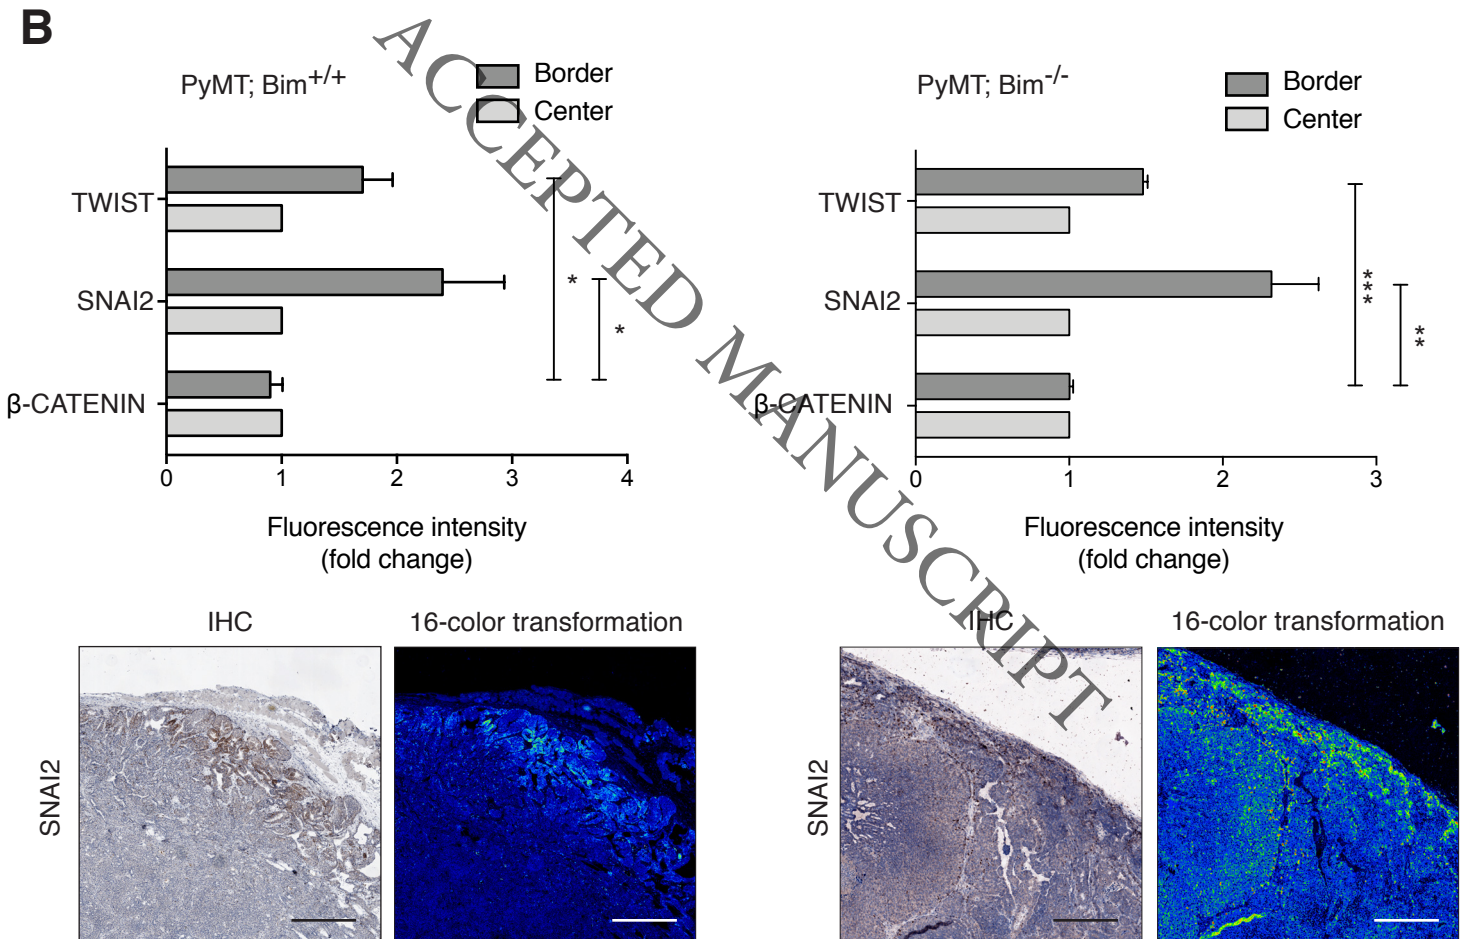 B
PyMT; Bim+/+
Border
Center
TWIST
SNAI2
β-CATENIN
*
*
0 1 2 3 4
Fluorescence intensity
(fold change)
PyMT; Bim-/-
Border
Center
TWIST
SNAI2
β-CATENIN
***
**
0 1 2 3
Fluorescence intensity
(fold change)
ACCEPTED MANUSCRIPT
IHC
16-color transformation
SNAI2
IHC
16-color transformation
SNAI2